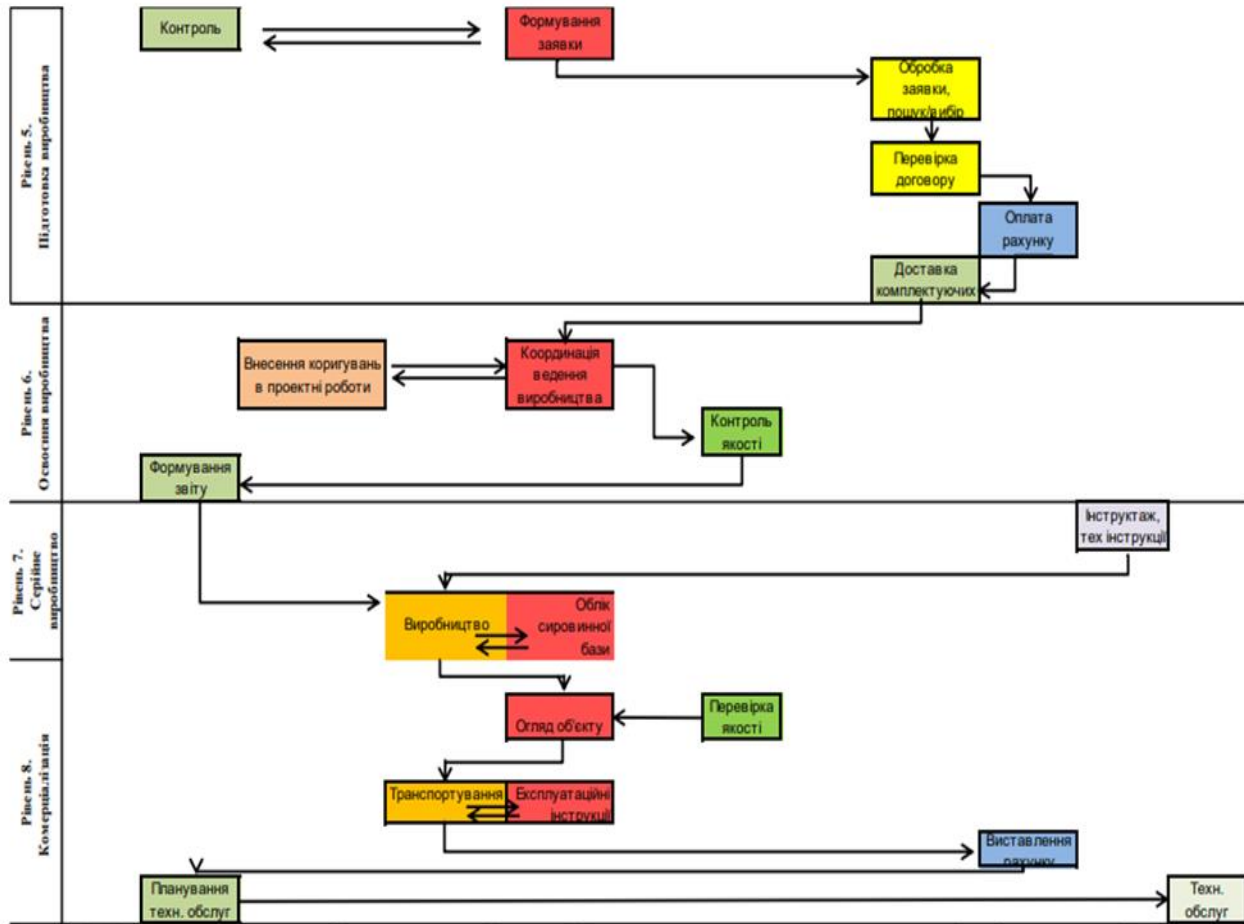 Рівень 5.
Підготовка виробництва
Контроль
Формування
заявки
Обробка
заявки,
пошук/вибір
Перевірка
договору
Оплата
рахунку
Доставка
комплектуючих
Рівень 6.
Освоєння виробництва
Внесення коригувань
в проектні роботи
Координація
ведення
виробництва
Контроль
якості
Формування
звіту
Рівень 7.
Серійне
виробництво
Інструктаж,
тех інструкції
Виробництво
Облік
сировинної
бази
Рівень 8.
Комерціалізація
Огляд об'єкту
Перевірка
якості
Транспортування
Експлуатаційні
інструкції
Виставлення
рахунку
Планування
техн. обслуг
Техн.
обслуг